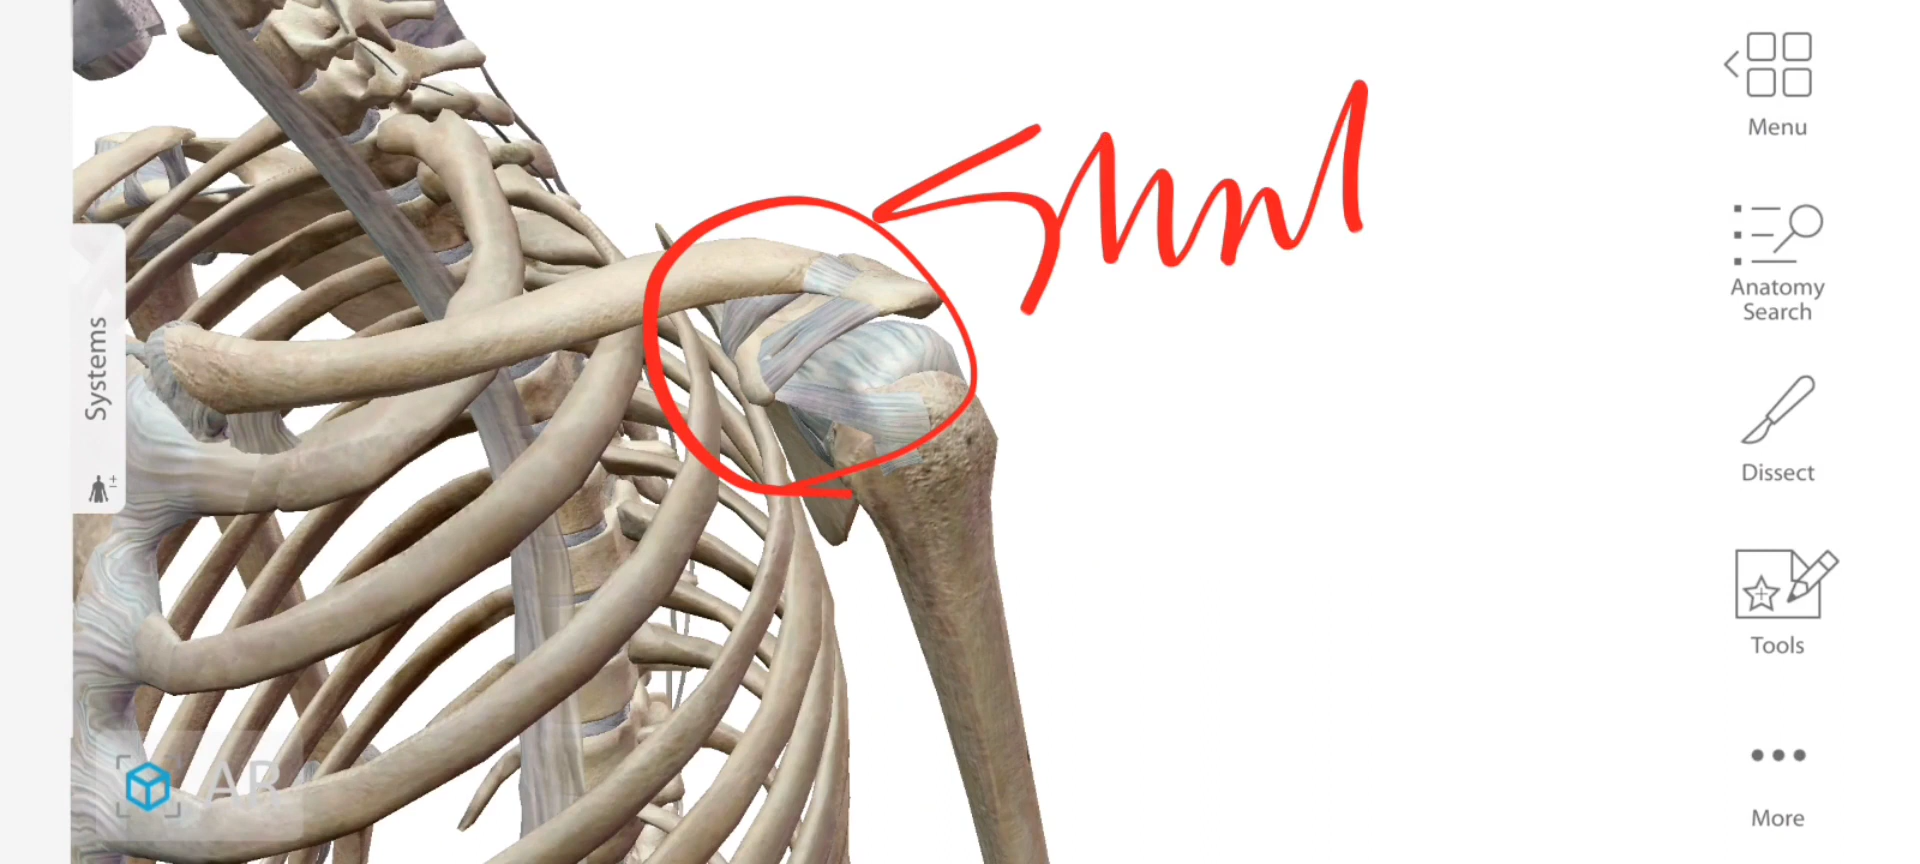 Menu
Anatomy
Search
Dissect
Tools
More
Systems
AR